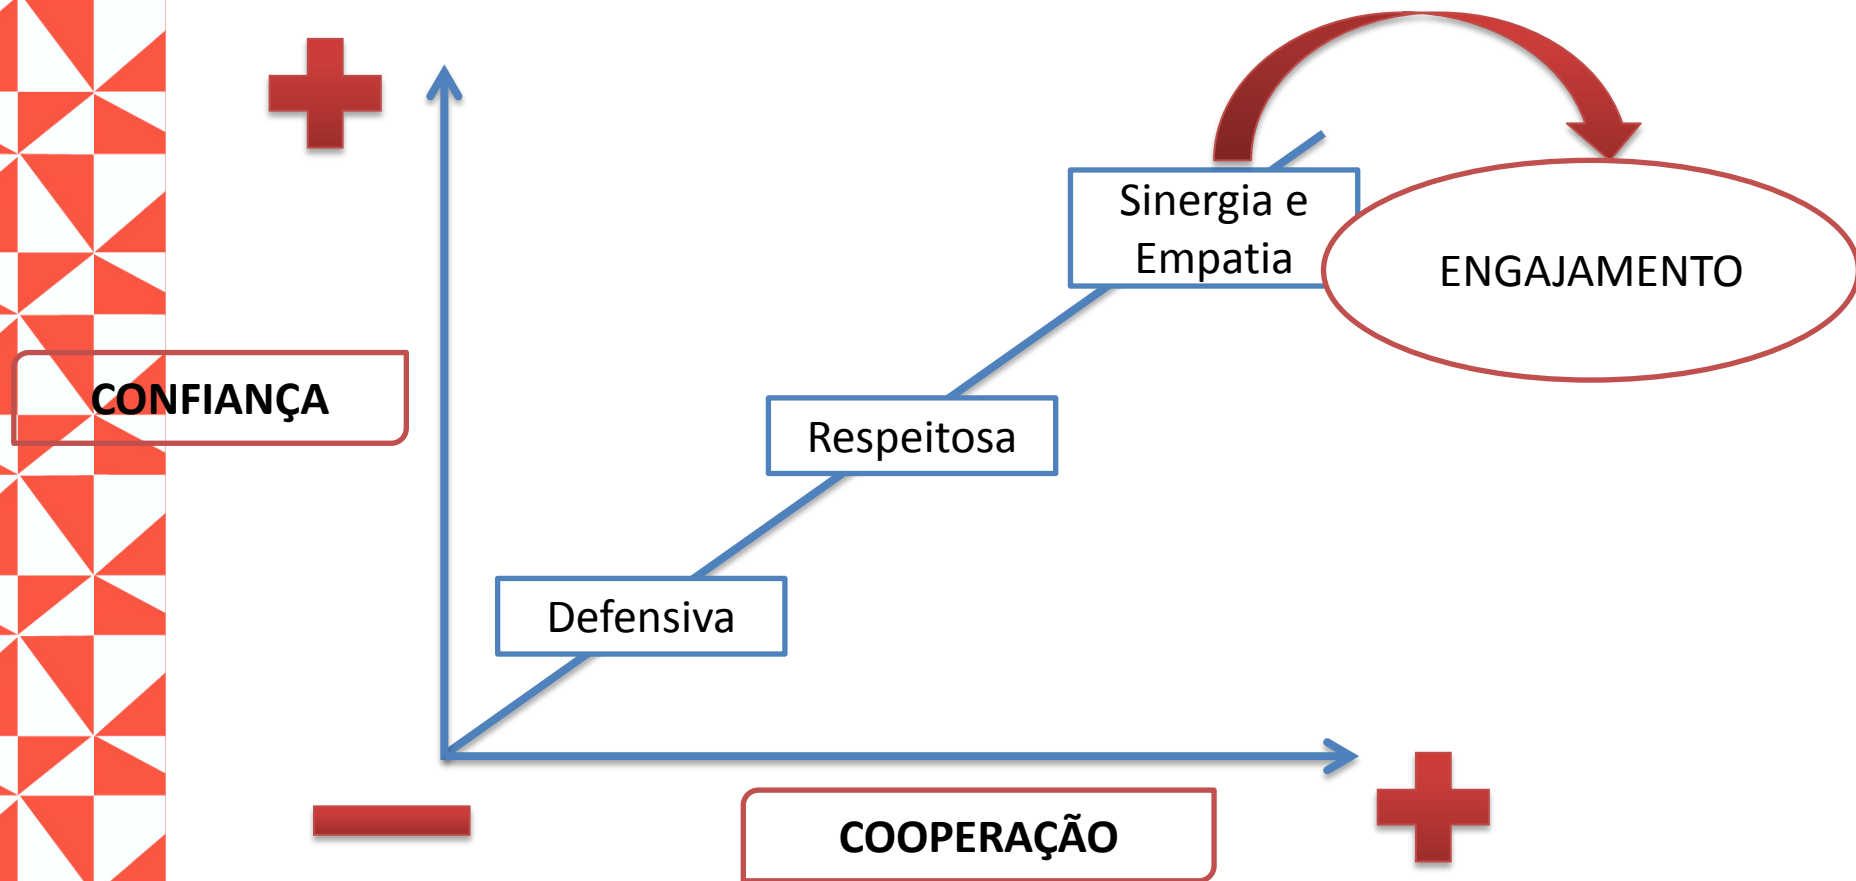 Sinergia e
Empatia
ENGAJAMENTO
CONFIANÇA
Respeitosa
Defensiva
COOPERAÇÃO